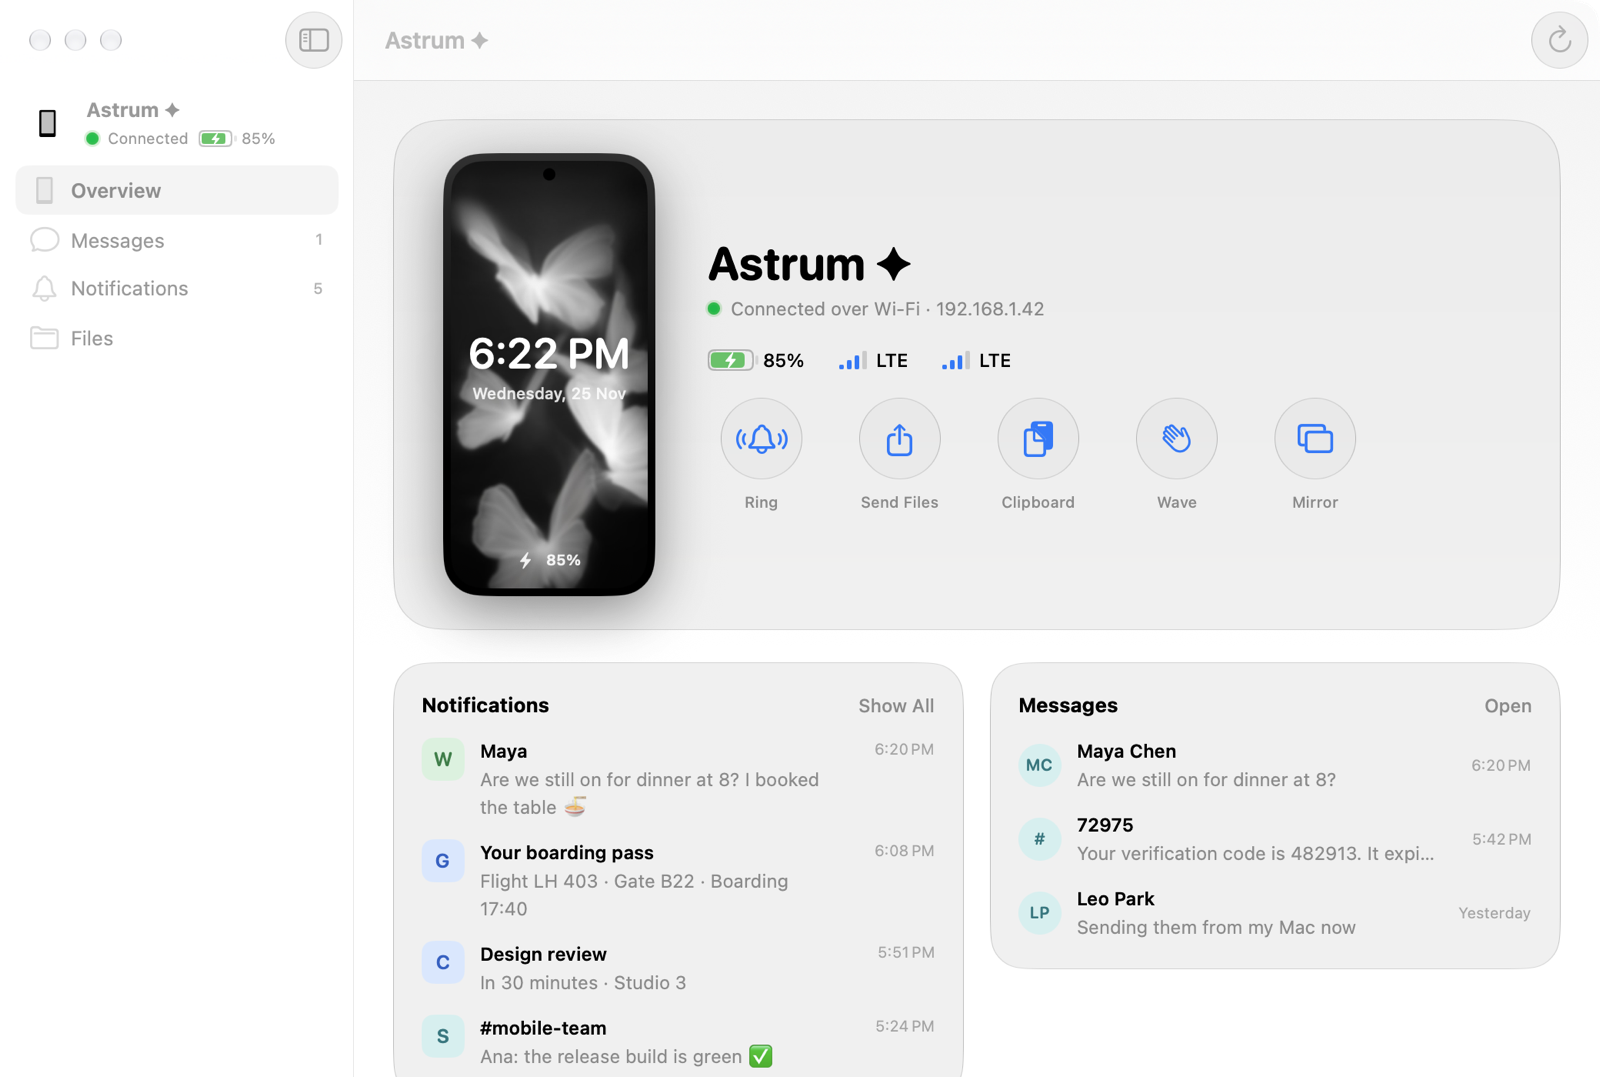 Astrum ✦
Astrum ✦
Connected 85%
Overview
Messages 1
Notifications 5
Files
6:22 PM
Wednesday, 25 Nov
85%
Astrum ✦
Connected over Wi-Fi · 192.168.1.42
85% LTE LTE
Ring Send Files Clipboard Wave Mirror
Notifications Show All
W Maya 6:20 PM
Are we still on for dinner at 8? I booked
the table 🍜
G Your boarding pass 6:08 PM
Flight LH 403 · Gate B22 · Boarding
17:40
C Design review 5:51 PM
In 30 minutes · Studio 3
S #mobile-team 5:24 PM
Ana: the release build is green ✅
Messages Open
MC Maya Chen 6:20 PM
Are we still on for dinner at 8?
# 72975 5:42 PM
Your verification code is 482913. It expi...
LP Leo Park Yesterday
Sending them from my Mac now